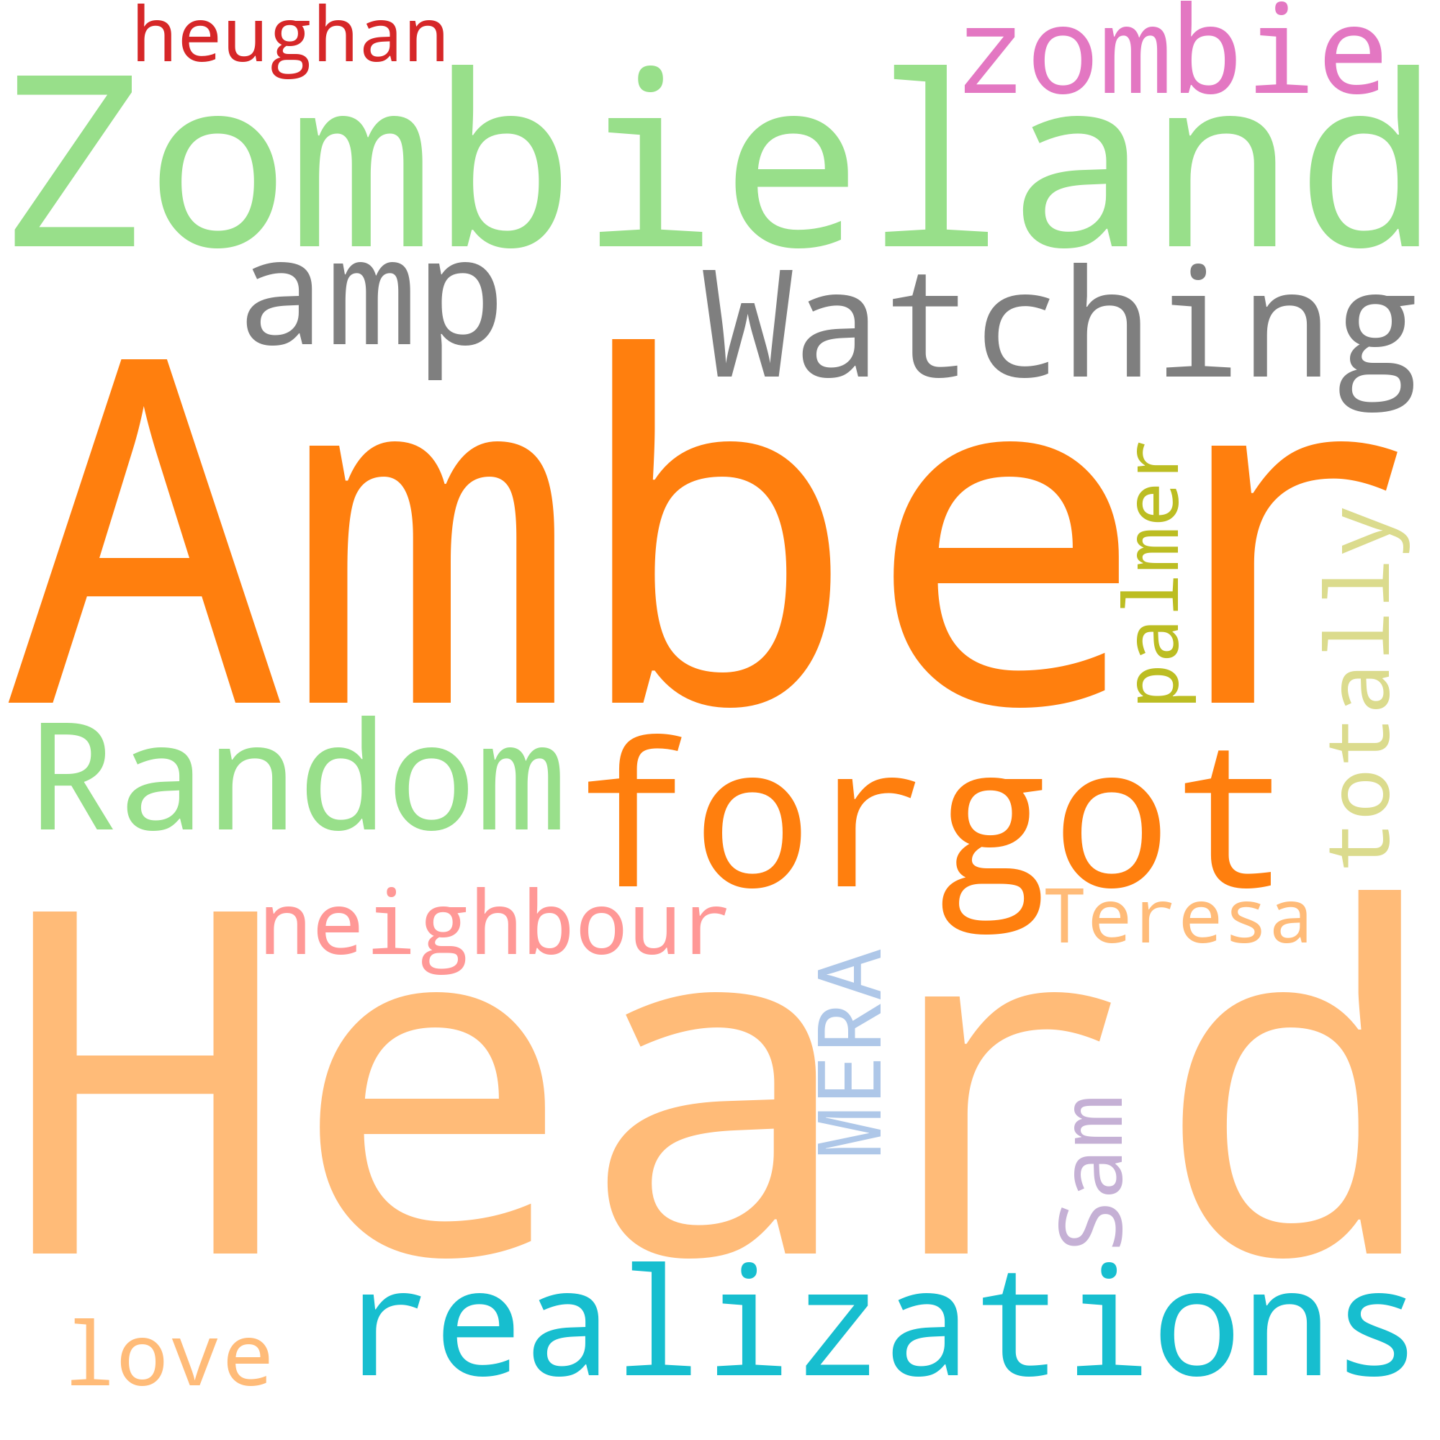 heughan
zombie
Zombieland
amp
Watching
Amber
palmer
totally
Random
forgot
neighbour
Teresa
Heard
MERA
Sam
realizations
love